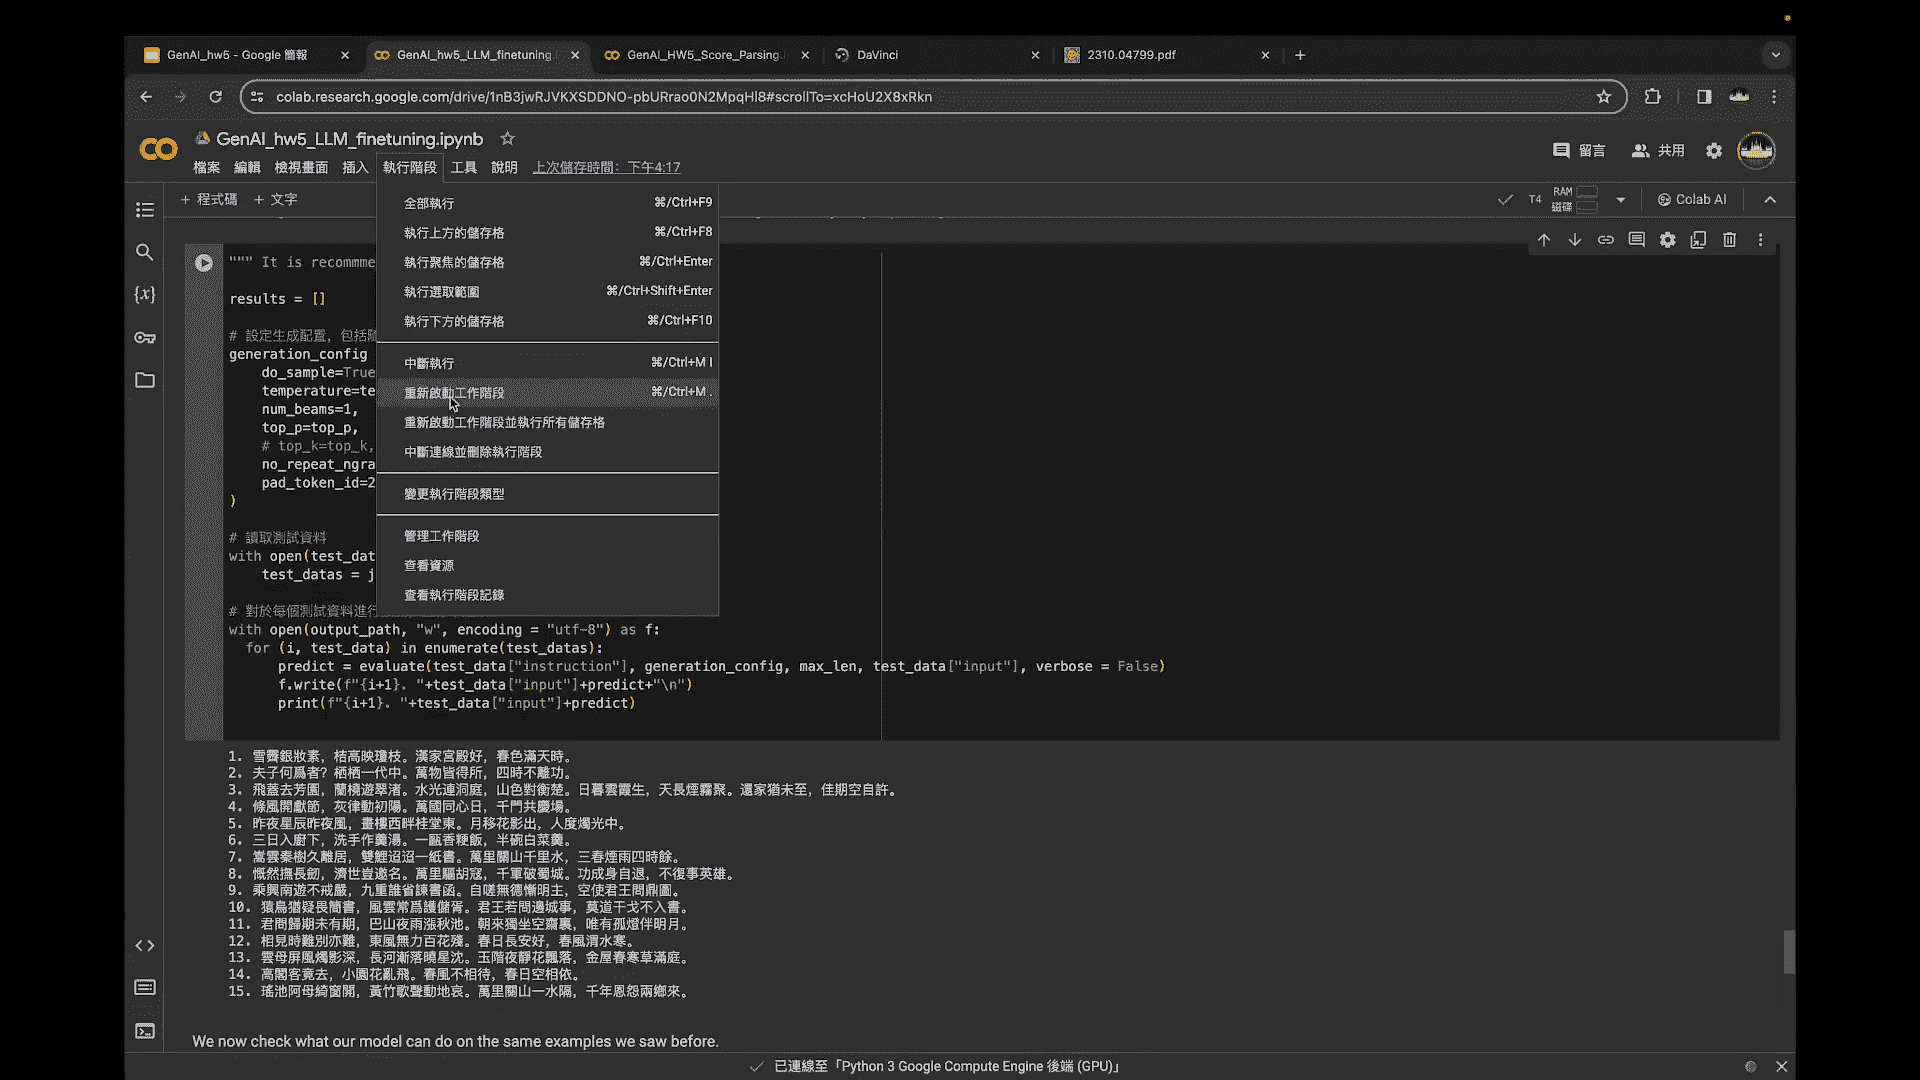 GenAI_hw5 - Google 簡報
GenAI_hw5_LLM_finetuning.
GenAI_HW5_Score_Parsing.i
DaVinci
2310.04799.pdf
colab.research.google.com/drive/1nB3jwRJVKXSDDNO-pbURrao0N2MpqHl8#scrollTo=xcHoU2X8xRkn
GenAI_hw5_LLM_finetuning.ipynb
留言
共用
檔案 編輯 檢視畫面 插入 執行階段 工具 說明 上次儲存時間：下午4:17
+ 程式碼 + 文字
T4
RAM
磁碟
Colab AI
全部執行 ⌘/Ctrl+F9
執行上方的儲存格 ⌘/Ctrl+F8
執行聚焦的儲存格 ⌘/Ctrl+Enter
執行選取範圍 ⌘/Ctrl+Shift+Enter
執行下方的儲存格 ⌘/Ctrl+F10
中斷執行 ⌘/Ctrl+M I
重新啟動工作階段 ⌘/Ctrl+M .
重新啟動工作階段並執行所有儲存格
中斷連線並刪除執行階段
變更執行階段類型
管理工作階段
查看資源
查看執行階段記錄
""" It is recommme
results = []
# 設定生成配置，包括隨
generation_config
do_sample=True
temperature=te
num_beams=1,
top_p=top_p,
# top_k=top_k,
no_repeat_ngra
pad_token_id=2
)
# 讀取測試資料
with open(test_dat
test_datas = j
# 對於每個測試資料進行
with open(output_path, "w", encoding = "utf-8") as f:
for (i, test_data) in enumerate(test_datas):
predict = evaluate(test_data["instruction"], generation_config, max_len, test_data["input"], verbose = False)
f.write(f"{i+1}. "+test_data["input"]+predict+"\n")
print(f"{i+1}. "+test_data["input"]+predict)
1. 雪霽銀妝素，桔高映瓊枝。漢家宮殿好，春色滿天時。
2. 夫子何爲者？栖栖一代中。萬物皆得所，四時不離功。
3. 飛蓋去芳園，蘭橈遊翠渚。水光連洞庭，山色對衡楚。日暮雲霞生，天長煙霧聚。還家猶未至，佳期空自許。
4. 條風開獻節，灰律動初陽。萬國同心日，千門共慶場。
5. 昨夜星辰昨夜風，畫樓西畔桂堂東。月移花影出，人度燭光中。
6. 三日入廚下，洗手作羹湯。一甌香粳飯，半碗白菜羹。
7. 嵩雲秦樹久離居，雙鯉迢迢一紙書。萬里關山千里水，三春煙雨四時餘。
8. 慨然撫長劒，濟世豈邀名。萬里驅胡寇，千軍破蜀城。功成身自退，不復事英雄。
9. 乘興南遊不戒嚴，九重誰省諫書函。自嗟無德慚明主，空使君王問鼎圖。
10. 猿鳥猶疑畏簡書，風雲常爲護儲胥。君王若問邊城事，莫道干戈不入書。
11. 君問歸期未有期，巴山夜雨漲秋池。朝來獨坐空齋裏，唯有孤燈伴明月。
12. 相見時難別亦難，東風無力百花殘。春日長安好，春風渭水寒。
13. 雲母屏風燭影深，長河漸落曉星沈。玉階夜靜花飄落，金屋春寒草滿庭。
14. 高閣客竟去，小園花亂飛。春風不相待，春日空相依。
15. 瑤池阿母綺窗開，黃竹歌聲動地哀。萬里關山一水隔，千年恩怨兩鄉來。
We now check what our model can do on the same examples we saw before.
已連線至「Python 3 Google Compute Engine 後端 (GPU)」